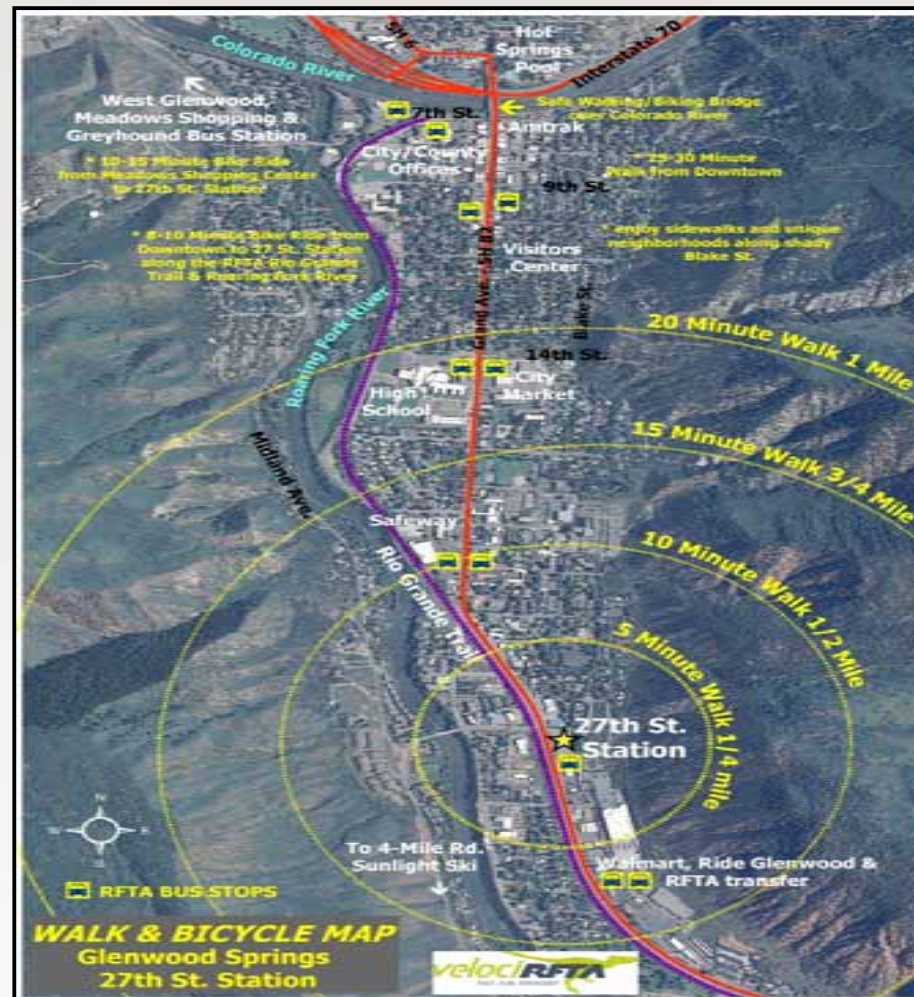 SH 6
Hot
Springs
Pool
Interstate 70
Colorado River
West Glenwood,
Meadows Shopping &
Greyhound Bus Station
7th St.
Safe Walking/Biking Bridge
over Colorado River
Amtrak
City/County
Offices
* 10-15 Minute Bike Ride
from Meadows Shopping Center
to 27th St. Station!
* 25-30 Minute
Walk from Downtown
9th St.
* 8-10 Minute Bike Ride from
Downtown to 27 St. Station
along the RFTA Rio Grande
Trail & Roaring Fork River
Visitors
Center
* enjoy sidewalks and unique
neighborhoods along shady
Blake St.
Grand Ave. / SH 82
Blake St.
Roaring Fork River
20 Minute Walk 1 Mile
14th St.
High
School
City
Market
Midland Ave.
15 Minute Walk 3/4 Mile
Safeway
Rio Grande Trail
10 Minute Walk 1/2 Mile
5 Minute Walk 1/4 mile
27th St.
Station
N
W E
S
To 4-Mile Rd.
Sunlight Ski
Walmart, Ride Glenwood &
RFTA transfer
RFTA BUS STOPS
WALK & BICYCLE MAP
Glenwood Springs
27th St. Station
velociRFTA